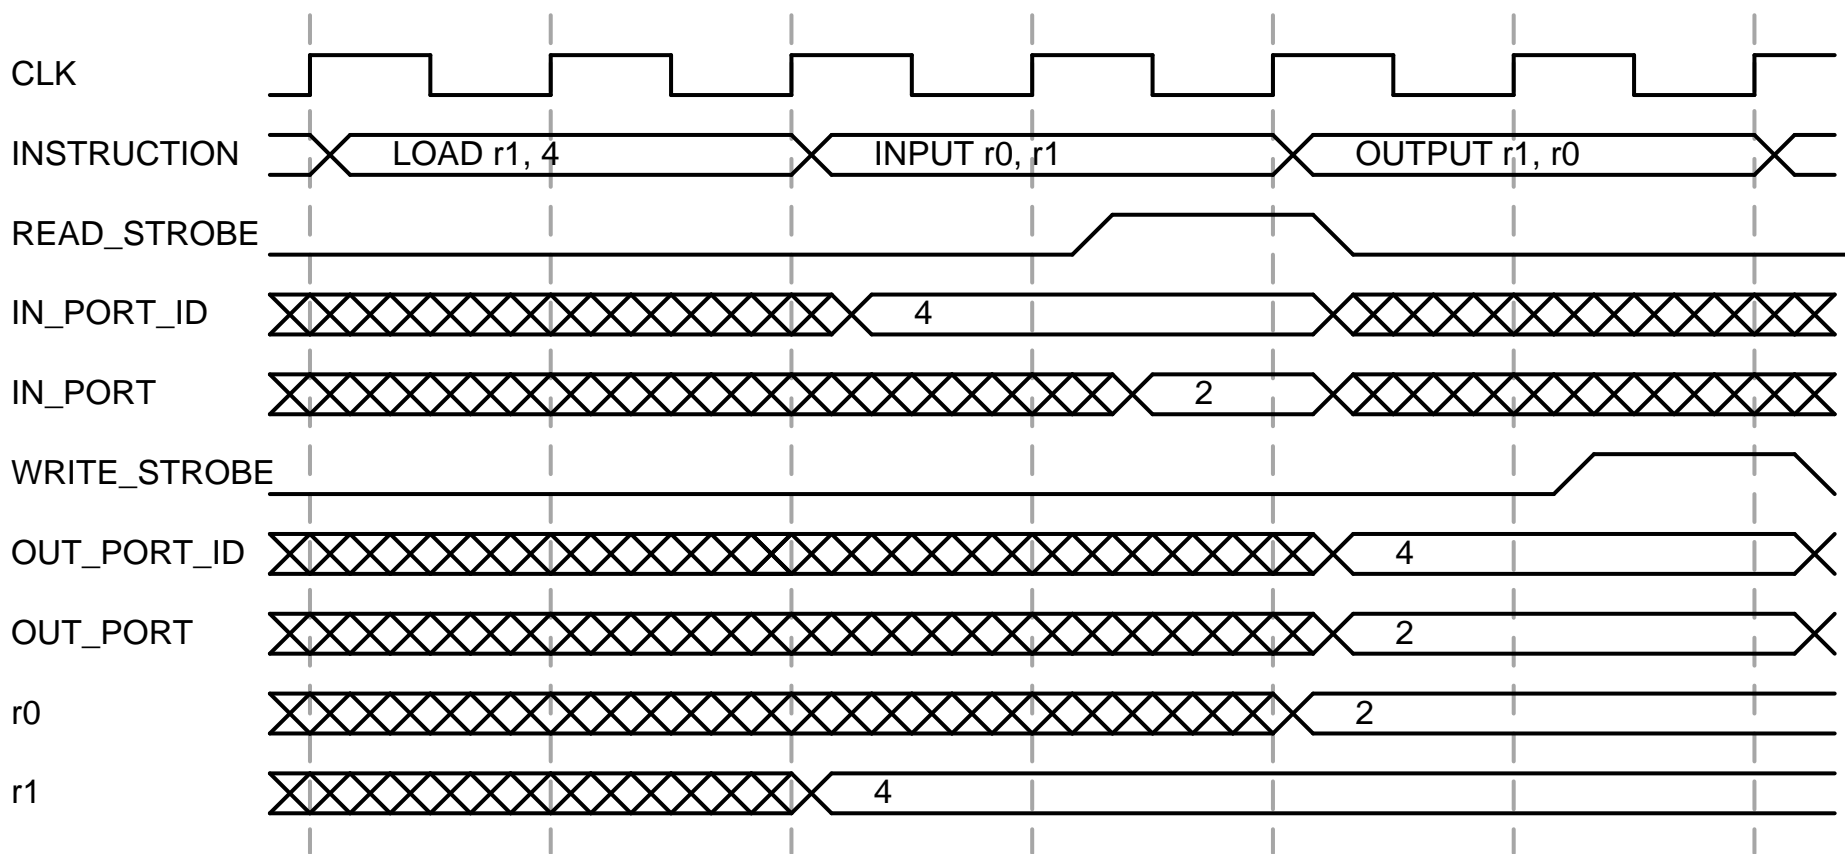 CLK
INSTRUCTION LOAD r1, 4 INPUT r0, r1 OUTPUT r1, r0
READ_STROBE
IN_PORT_ID 4
IN_PORT 2
WRITE_STROBE
OUT_PORT_ID 4
OUT_PORT 2
r0 2
r1 4